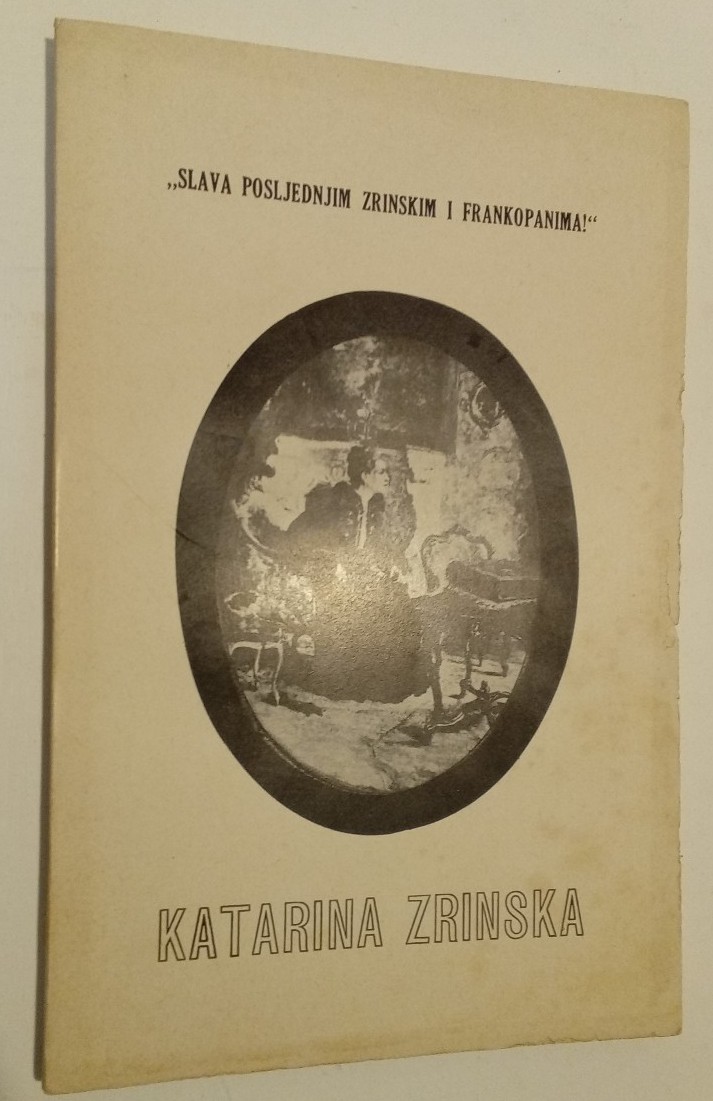 „SLAVA POSLJEDNJIM ZRINSKIM I FRANKOPANIMA!“
KATARINA ZRINSKA